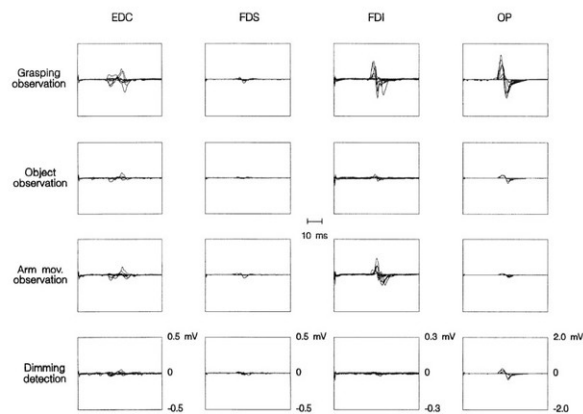 EDC FDS FDI OP
Grasping
observation
Object
observation
10 ms
Arm mov.
observation
0.5 mV 0.5 mV 0.3 mV 2.0 mV
Dimming
detection
0 0 0 0
-0.5 -0.5 -0.3 -2.0